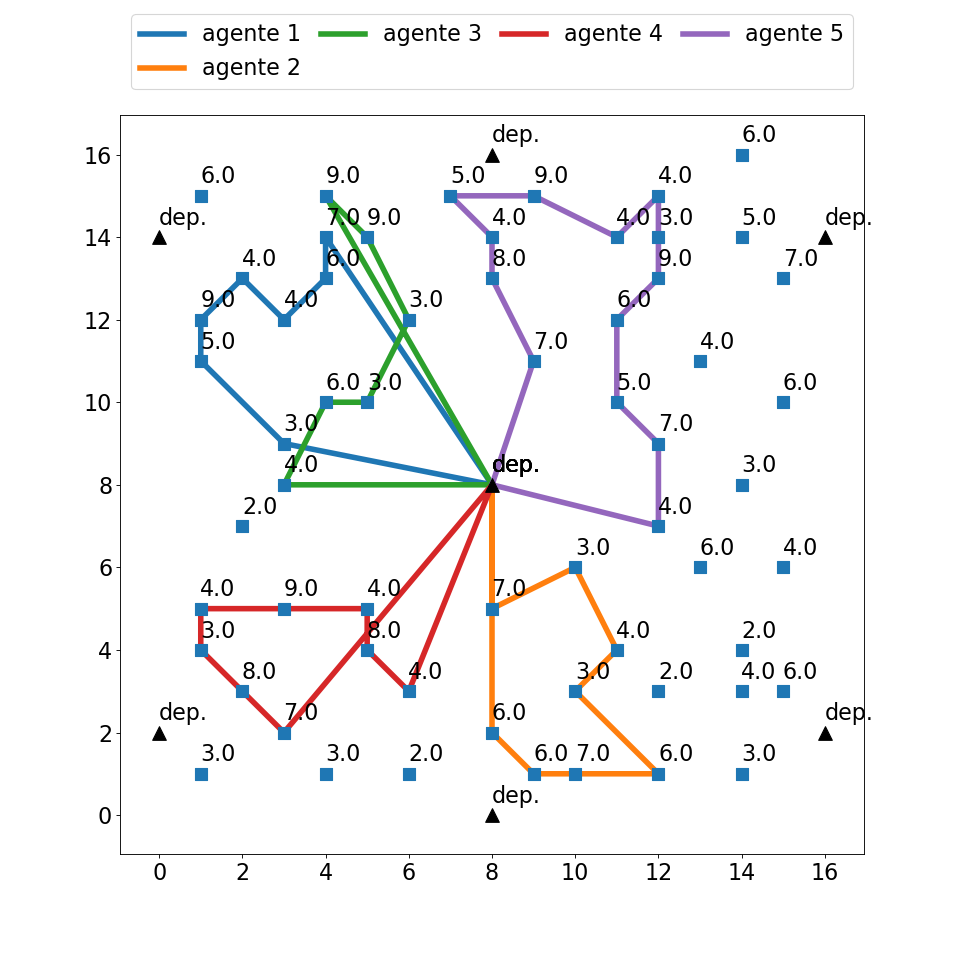 agente 1 agente 3 agente 4 agente 5
agente 2
6.0
dep.
16
6.0 9.0 5.0 9.0 4.0
dep. 7.0 9.0 4.0 4.0 3.0 5.0 dep.
14
4.0 6.0 8.0 9.0 7.0
9.0 4.0 3.0 6.0
12
5.0 7.0 4.0
6.0 3.0 5.0 6.0
10
3.0 7.0
4.0 dep. 3.0
8
2.0 4.0
3.0 6.0 4.0
6
4.0 9.0 4.0 7.0
3.0 8.0 4.0 2.0
4
8.0 4.0 3.0 2.0 4.0 6.0
dep. 7.0 6.0 dep.
2
3.0 3.0 2.0 6.0 7.0 6.0 3.0
dep.
0
0 2 4 6 8 10 12 14 16